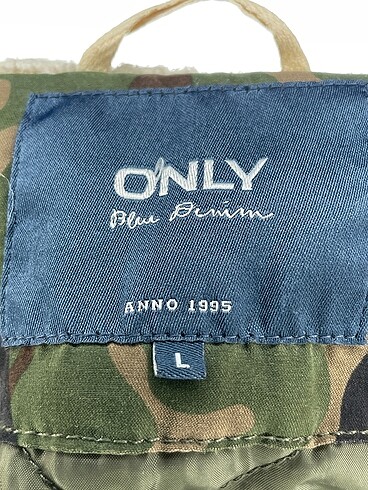 ONLY
Blue Denim
ANNO 1995
L